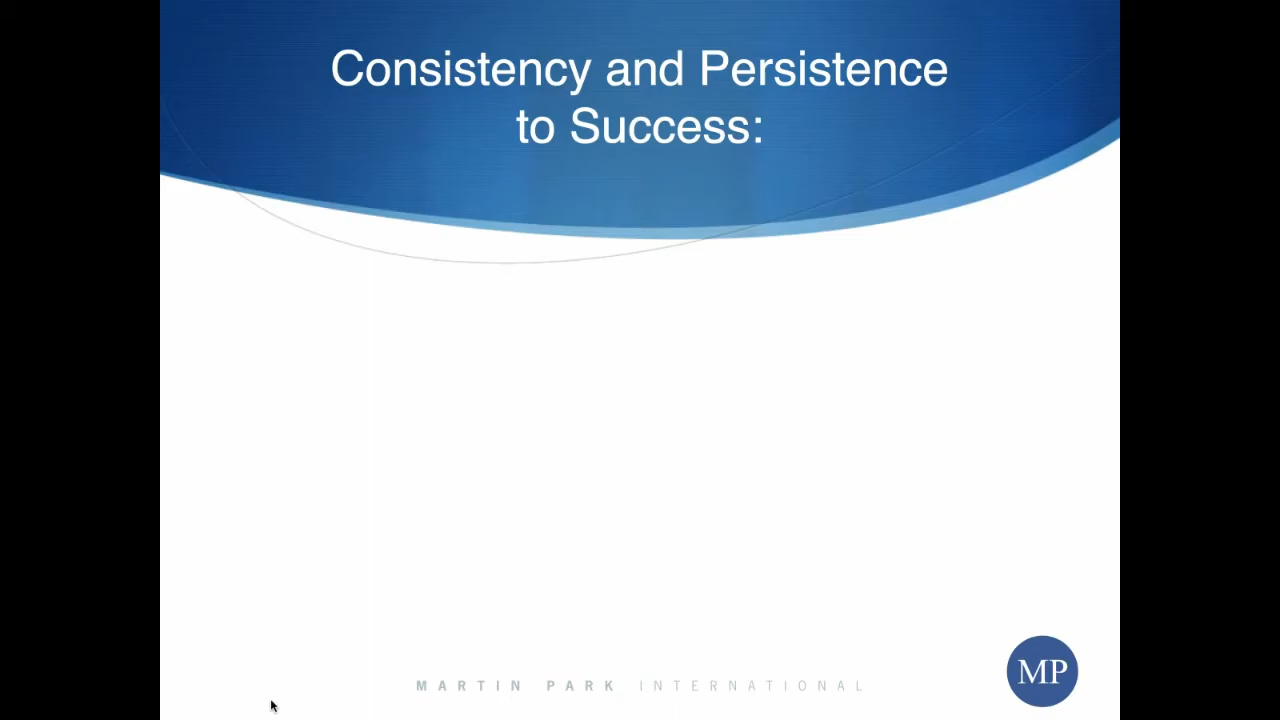 Consistency and Persistence
to Success:
MARTIN PARK INTERNATIONAL
MP